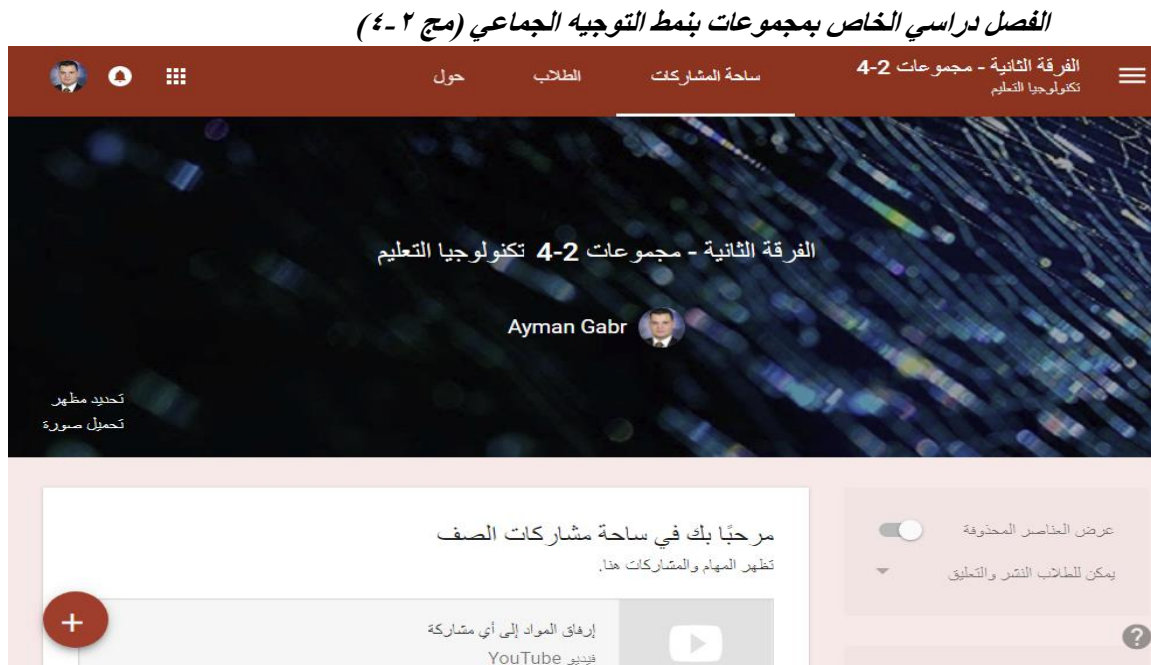 الفصل دراسي الخاص بمجموعات بنمط التوجيه الجماعي (مج ٢-٤)
الفرقة الثانية - مجموعات 2-4
تكنولوجيا التعليم
ساحة المشاركات
الطلاب
حول
الفرقة الثانية - مجموعات 2-4 تكنولوجيا التعليم
Ayman Gabr
تحديد مظهر
تحميل صورة
عرض العناصر المحذوفة
يمكن للطلاب النشر والتعليق
مرحبًا بك في ساحة مشاركات الصف
تظهر المهام والمشاركات هنا.
إرفاق المواد إلى أي مشاركة
فيديو YouTube